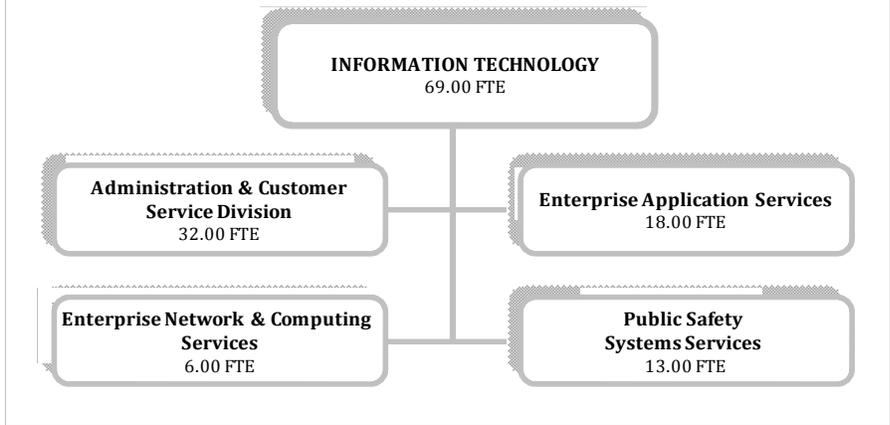 INFORMATION TECHNOLOGY
69.00 FTE
Administration & Customer
Service Division
32.00 FTE
Enterprise Application Services
18.00 FTE
Enterprise Network & Computing
Services
6.00 FTE
Public Safety
Systems Services
13.00 FTE